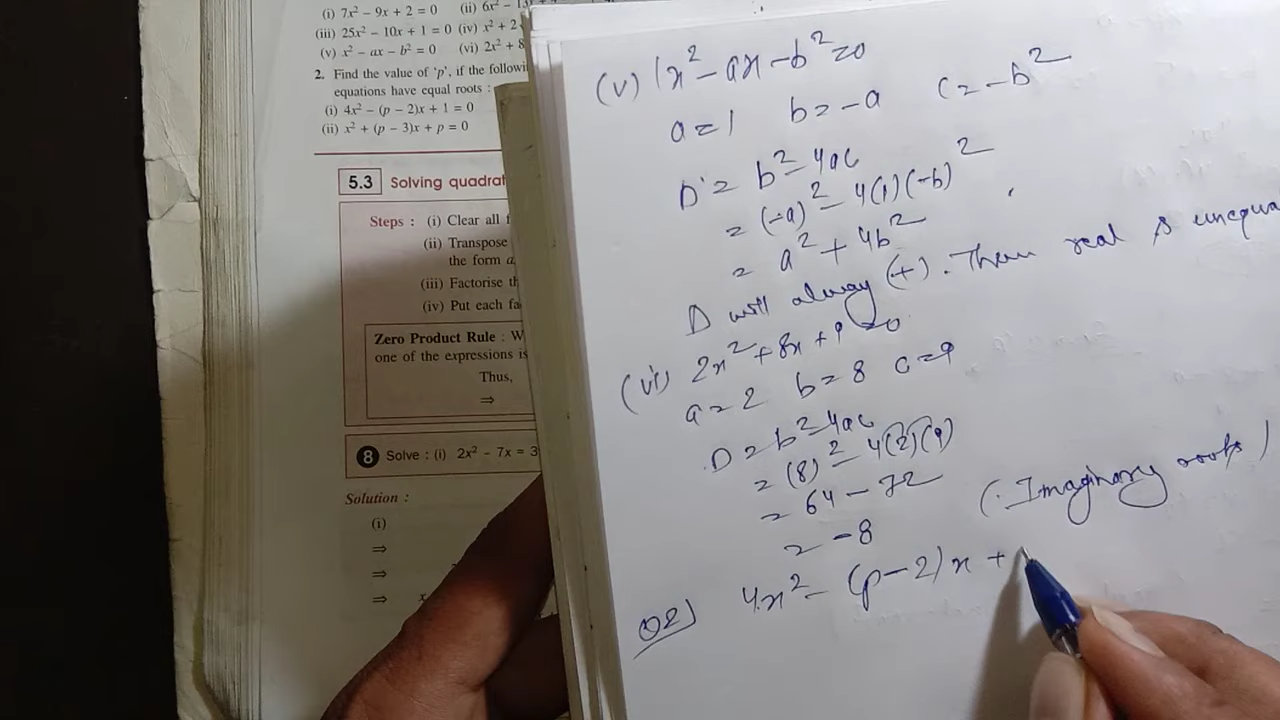 (i) 7x² − 9x + 2 = 0 (ii) 6x² −
(iii) 25x² − 10x + 1 = 0 (iv) x² + 2
(v) x² − ax − b² = 0 (vi) 2x² + 8
2. Find the value of 'p', if the followi
equations have equal roots :
(i) 4x² − (p − 2)x + 1 = 0
(ii) x² + (p − 3)x + p = 0
5.3 Solving quadrat
Steps : (i) Clear all f
(ii) Transpose
the form a
(iii) Factorise th
(iv) Put each fa
Zero Product Rule : W
one of the expressions is
Thus,
⇒
8 Solve : (i) 2x² − 7x = 3
Solution :
(i)
⇒
⇒
⇒ x
(v) 1x² − ax − b² = 0
a = 1 b = −a c = −b²
D = b² − 4ac
= (−a)² − 4(1)(−b)²
= a² + 4b²
D will alway (+). Then real & unequa
(vi) 2x² + 8x + 9 = 0
a = 2 b = 8 c = 9
D = b² − 4ac
= (8)² − 4(2)(9)
= 64 − 72
= −8 (Imaginary roots)
Q2] 4x² − (p − 2)x +